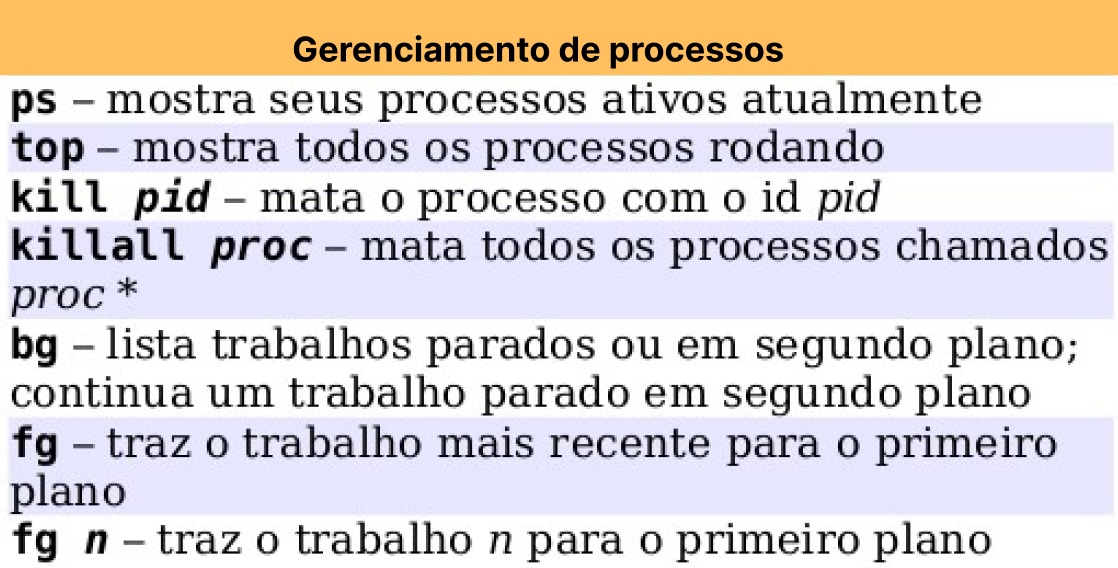 Gerenciamento de processos
ps – mostra seus processos ativos atualmente
top – mostra todos os processos rodando
kill pid – mata o processo com o id pid
killall proc – mata todos os processos chamados
proc *
bg – lista trabalhos parados ou em segundo plano;
continua um trabalho parado em segundo plano
fg – traz o trabalho mais recente para o primeiro
plano
fg n – traz o trabalho n para o primeiro plano